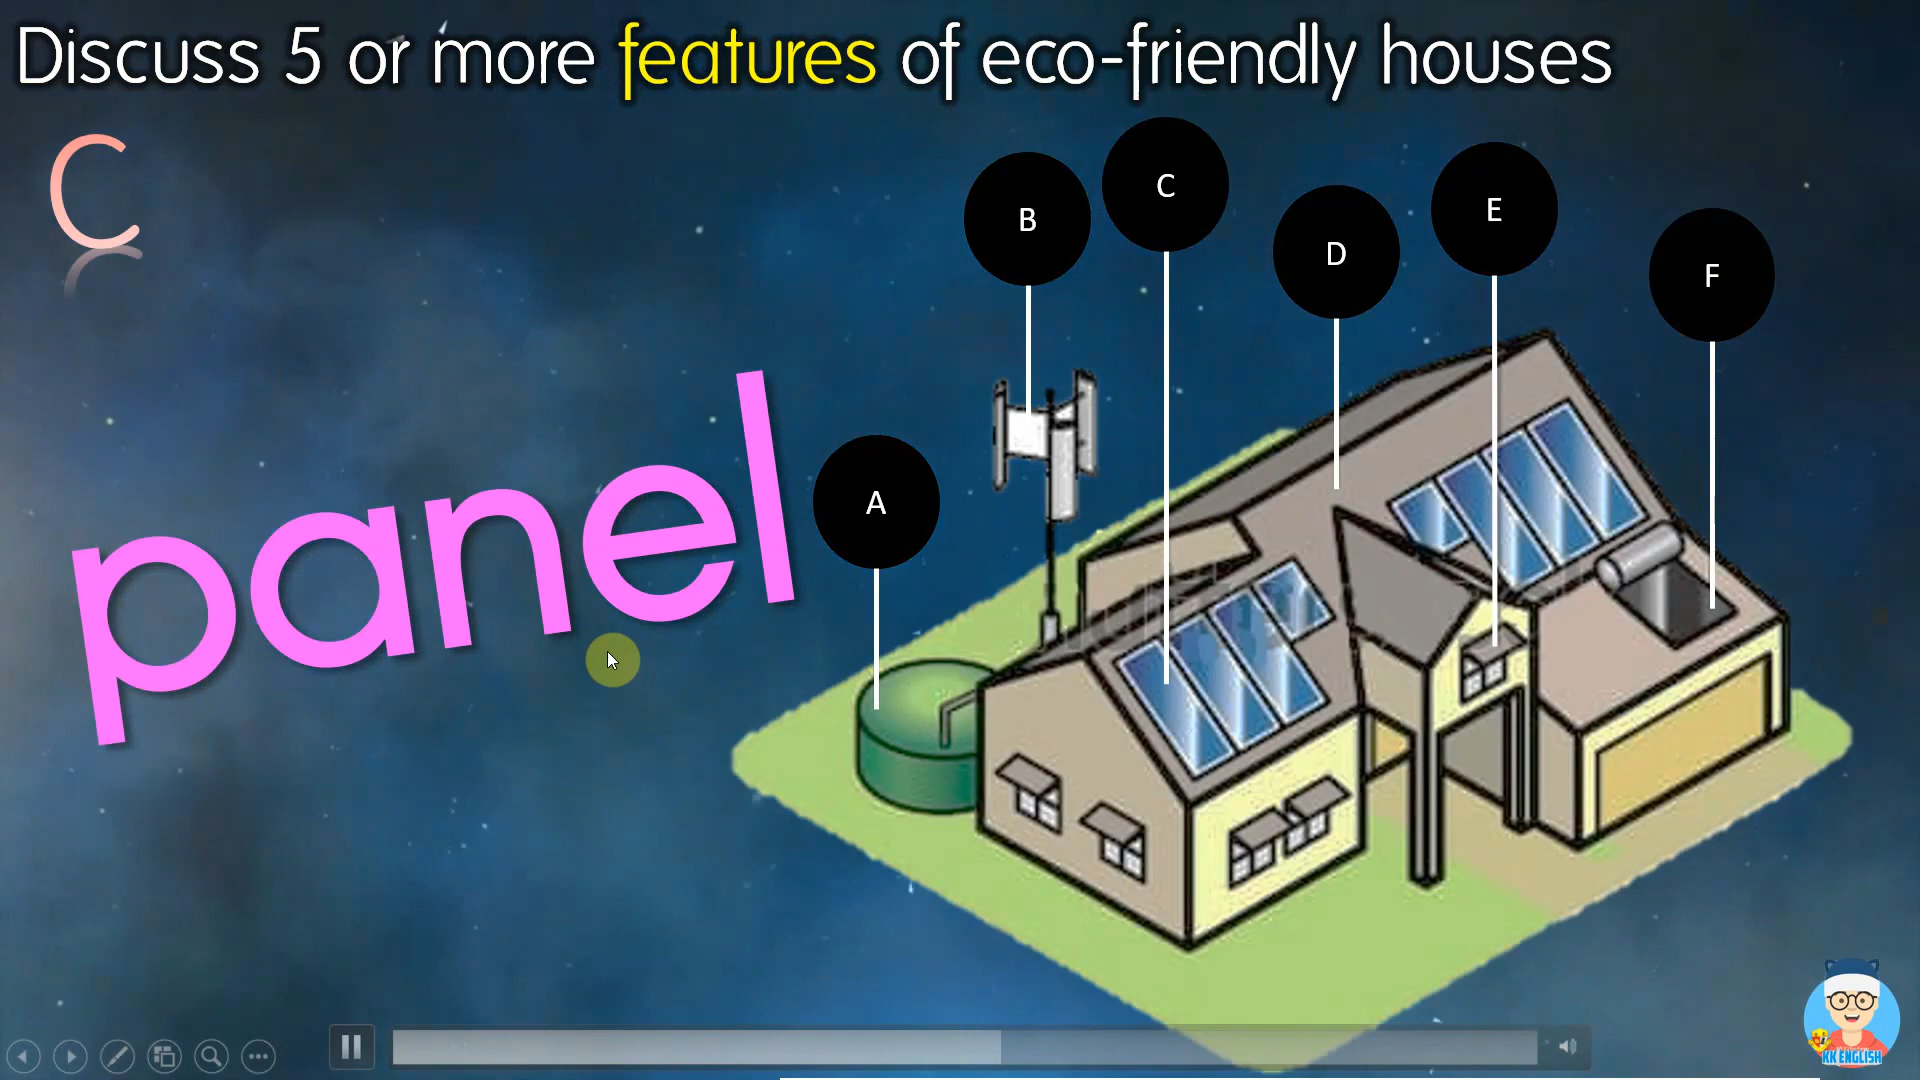 Discuss 5 or more features of eco-friendly houses
C
B
C
D
E
F
A
panel
KK ENGLISH